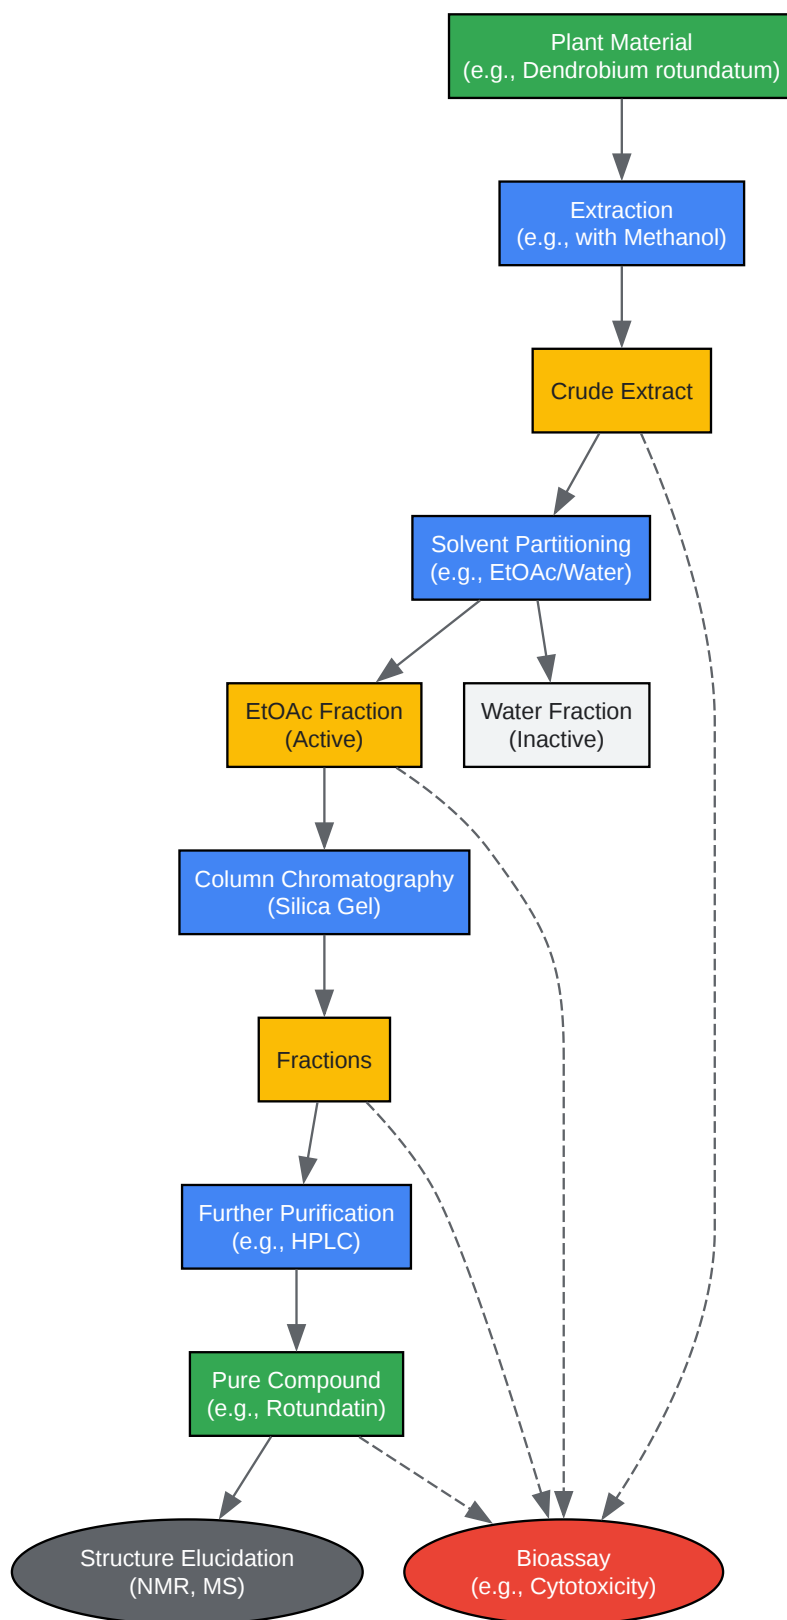 Plant Material
(e.g., Dendrobium rotundatum)
Extraction
(e.g., with Methanol)
Crude Extract
Solvent Partitioning
(e.g., EtOAc/Water)
EtOAc Fraction
(Active)
Water Fraction
(Inactive)
Column Chromatography
(Silica Gel)
Fractions
Further Purification
(e.g., HPLC)
Pure Compound
(e.g., Rotundatin)
Structure Elucidation
(NMR, MS)
Bioassay
(e.g., Cytotoxicity)